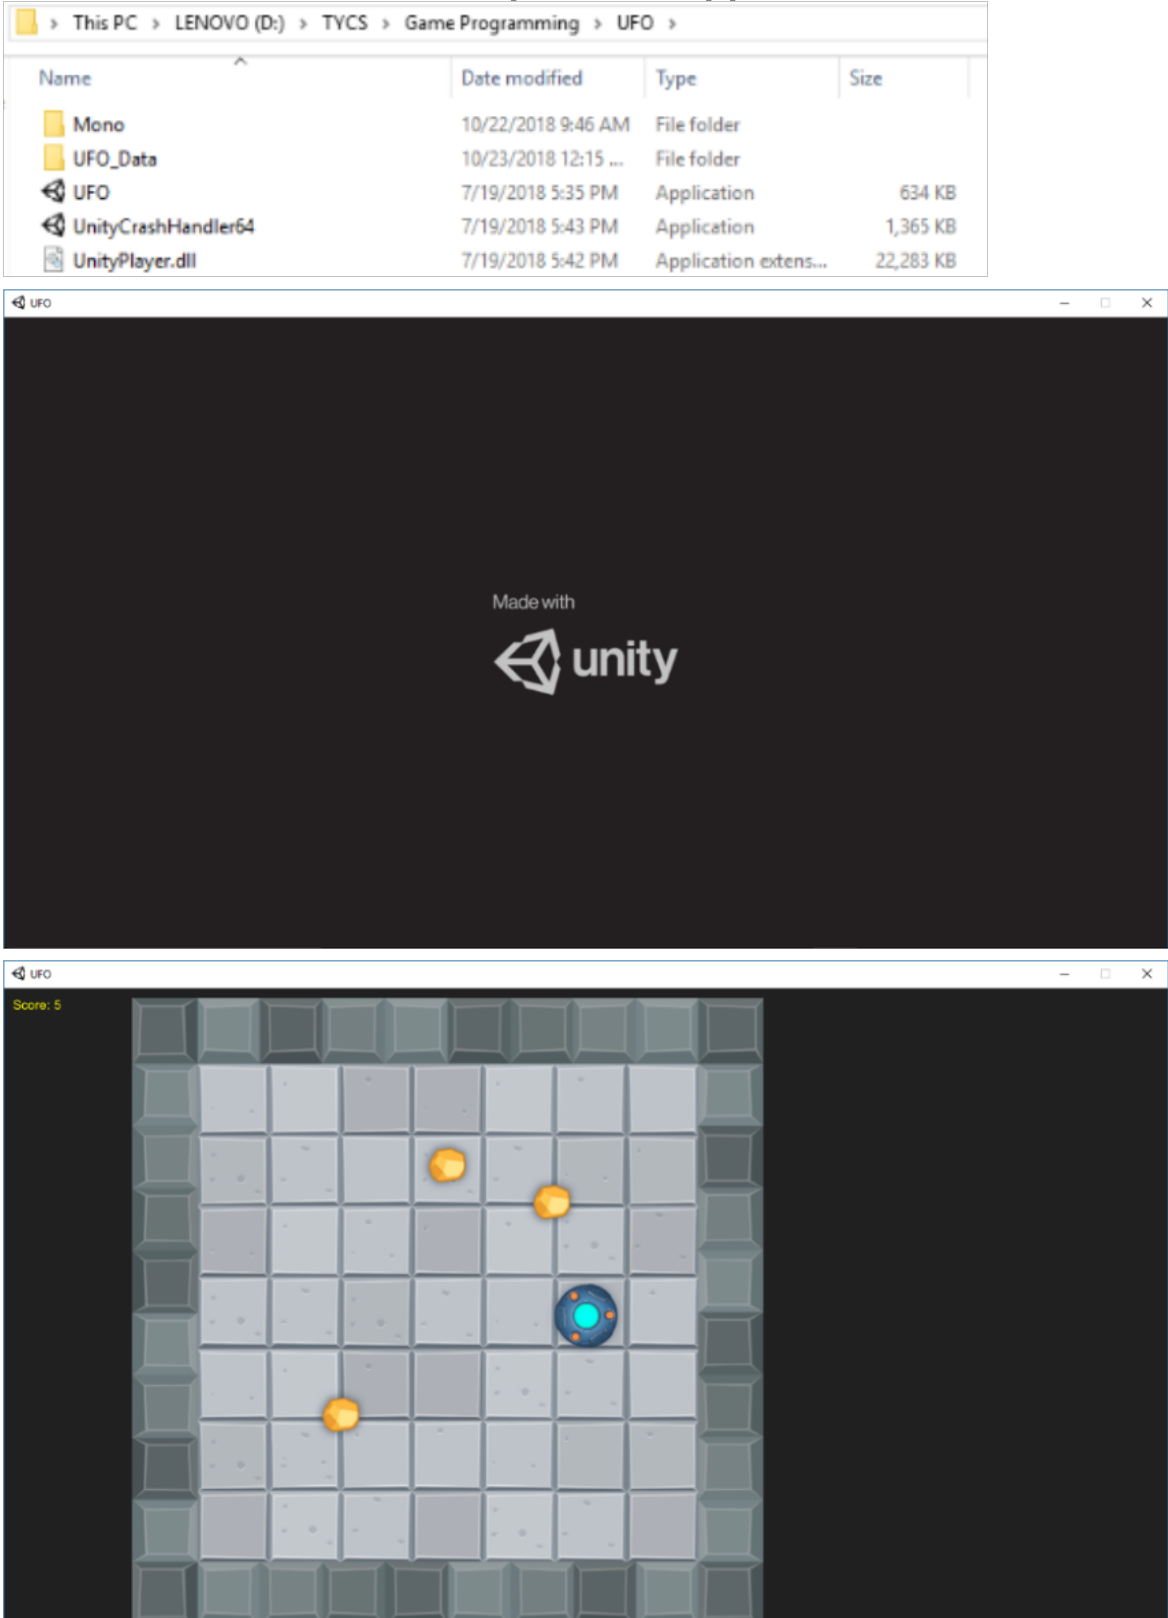 This PC > LENOVO (D:) > TYCS > Game Programming > UFO >
Name Date modified Type Size
Mono 10/22/2018 9:46 AM File folder
UFO_Data 10/23/2018 12:15 ... File folder
UFO 7/19/2018 5:35 PM Application 634 KB
UnityCrashHandler64 7/19/2018 5:43 PM Application 1,365 KB
UnityPlayer.dll 7/19/2018 5:42 PM Application extens... 22,283 KB
UFO
Made with
unity
UFO
Score: 5